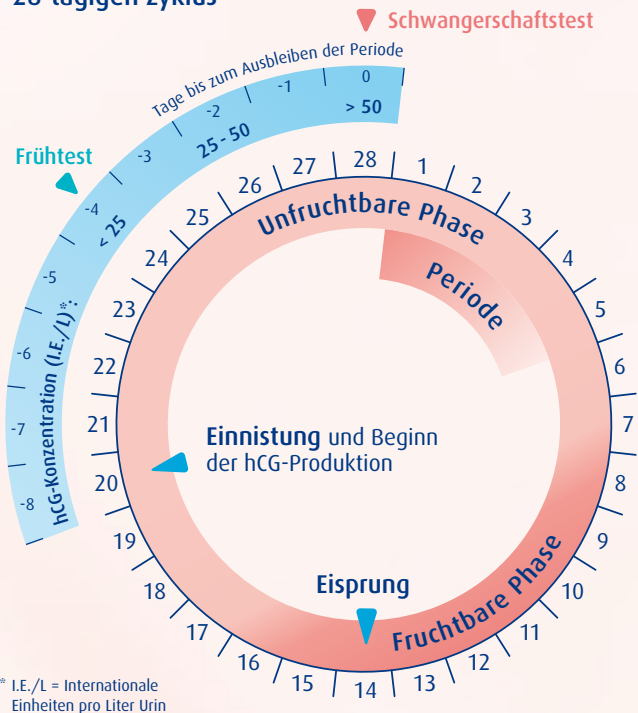 28-tägigen Zyklus
Schwangerschaftstest
Tage bis zum Ausbleiben der Periode
0
-1
-2
-3
-4
-5
-6
-7
-8
> 50
25 - 50
< 25
hCG-Konzentration (I.E./L)*:
Frühtest
28
1
2
3
4
5
6
7
8
9
10
11
12
13
14
15
16
17
18
19
20
21
22
23
24
25
26
27
Unfruchtbare Phase
Periode
Einnistung und Beginn
der hCG-Produktion
Eisprung
Fruchtbare Phase
* I.E./L = Internationale
Einheiten pro Liter Urin